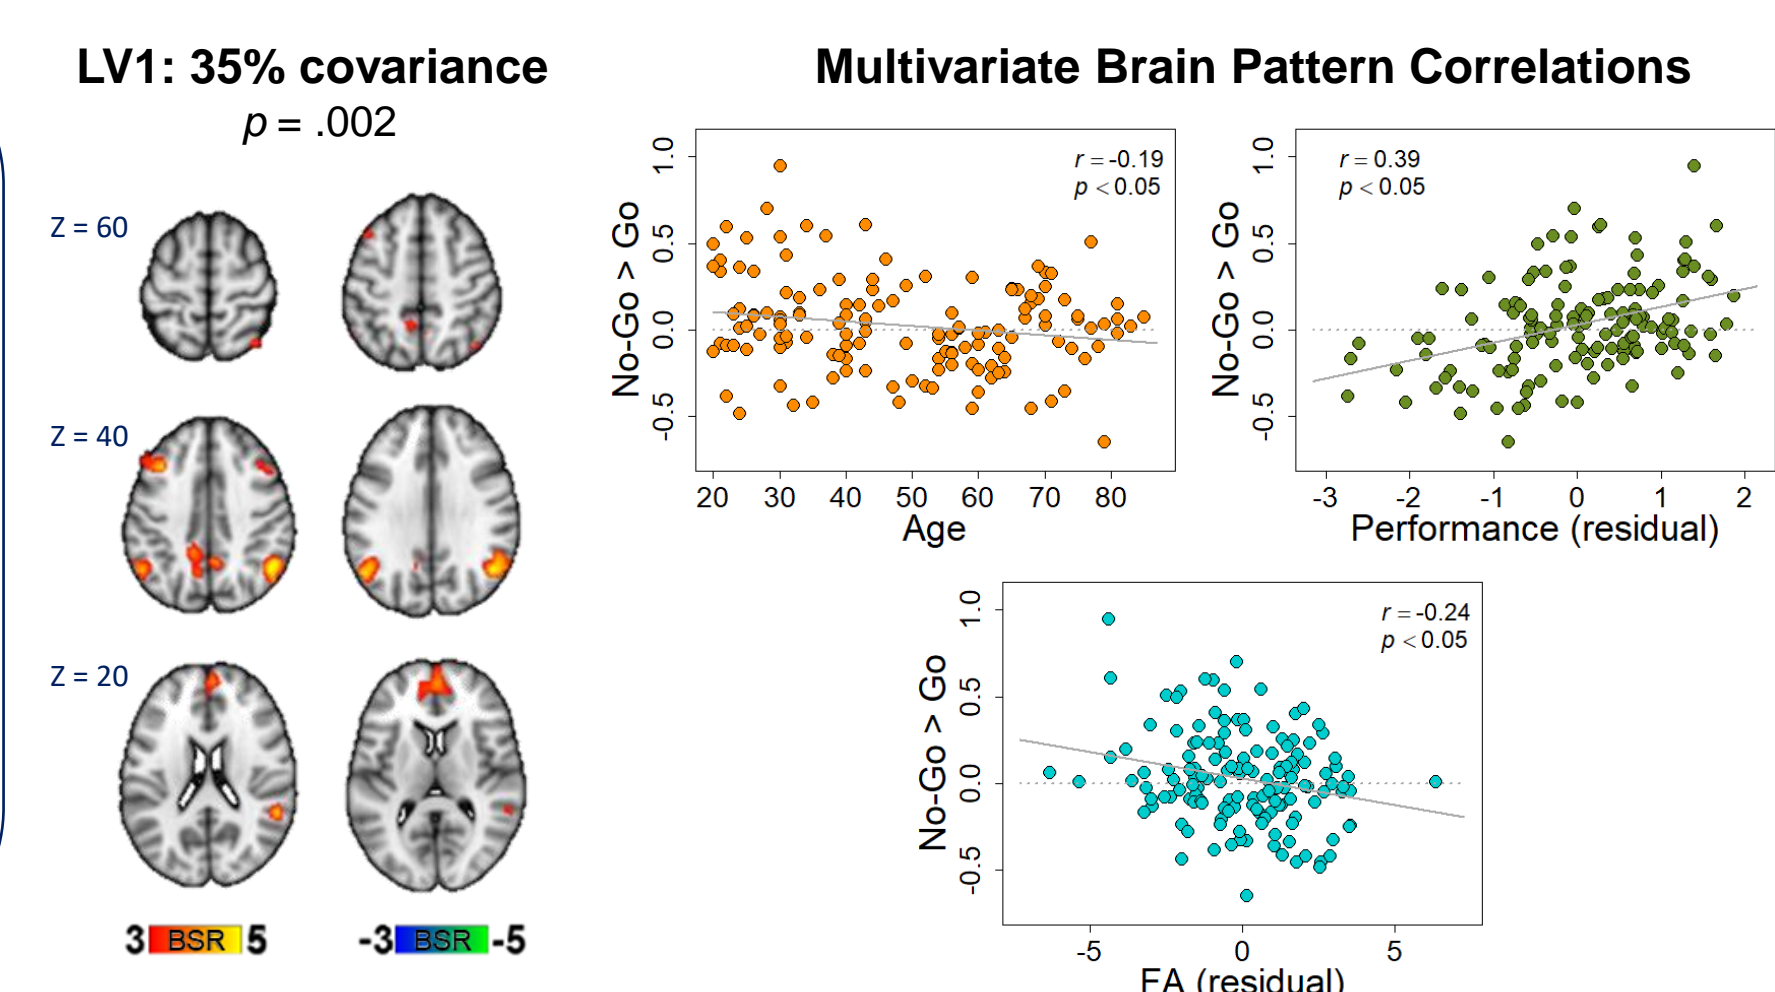 LV1: 35% covariance
p = .002
Z = 60
Z = 40
Z = 20
3 BSR 5
-3 BSR -5
Multivariate Brain Pattern Correlations
No-Go > Go
1.0
0.5
0.0
-0.5
r = -0.19
p < 0.05
20 30 40 50 60 70 80
Age
No-Go > Go
1.0
0.5
0.0
-0.5
r = 0.39
p < 0.05
-3 -2 -1 0 1 2
Performance (residual)
No-Go > Go
1.0
0.5
0.0
-0.5
r = -0.24
p < 0.05
-5 0 5
FA (residual)